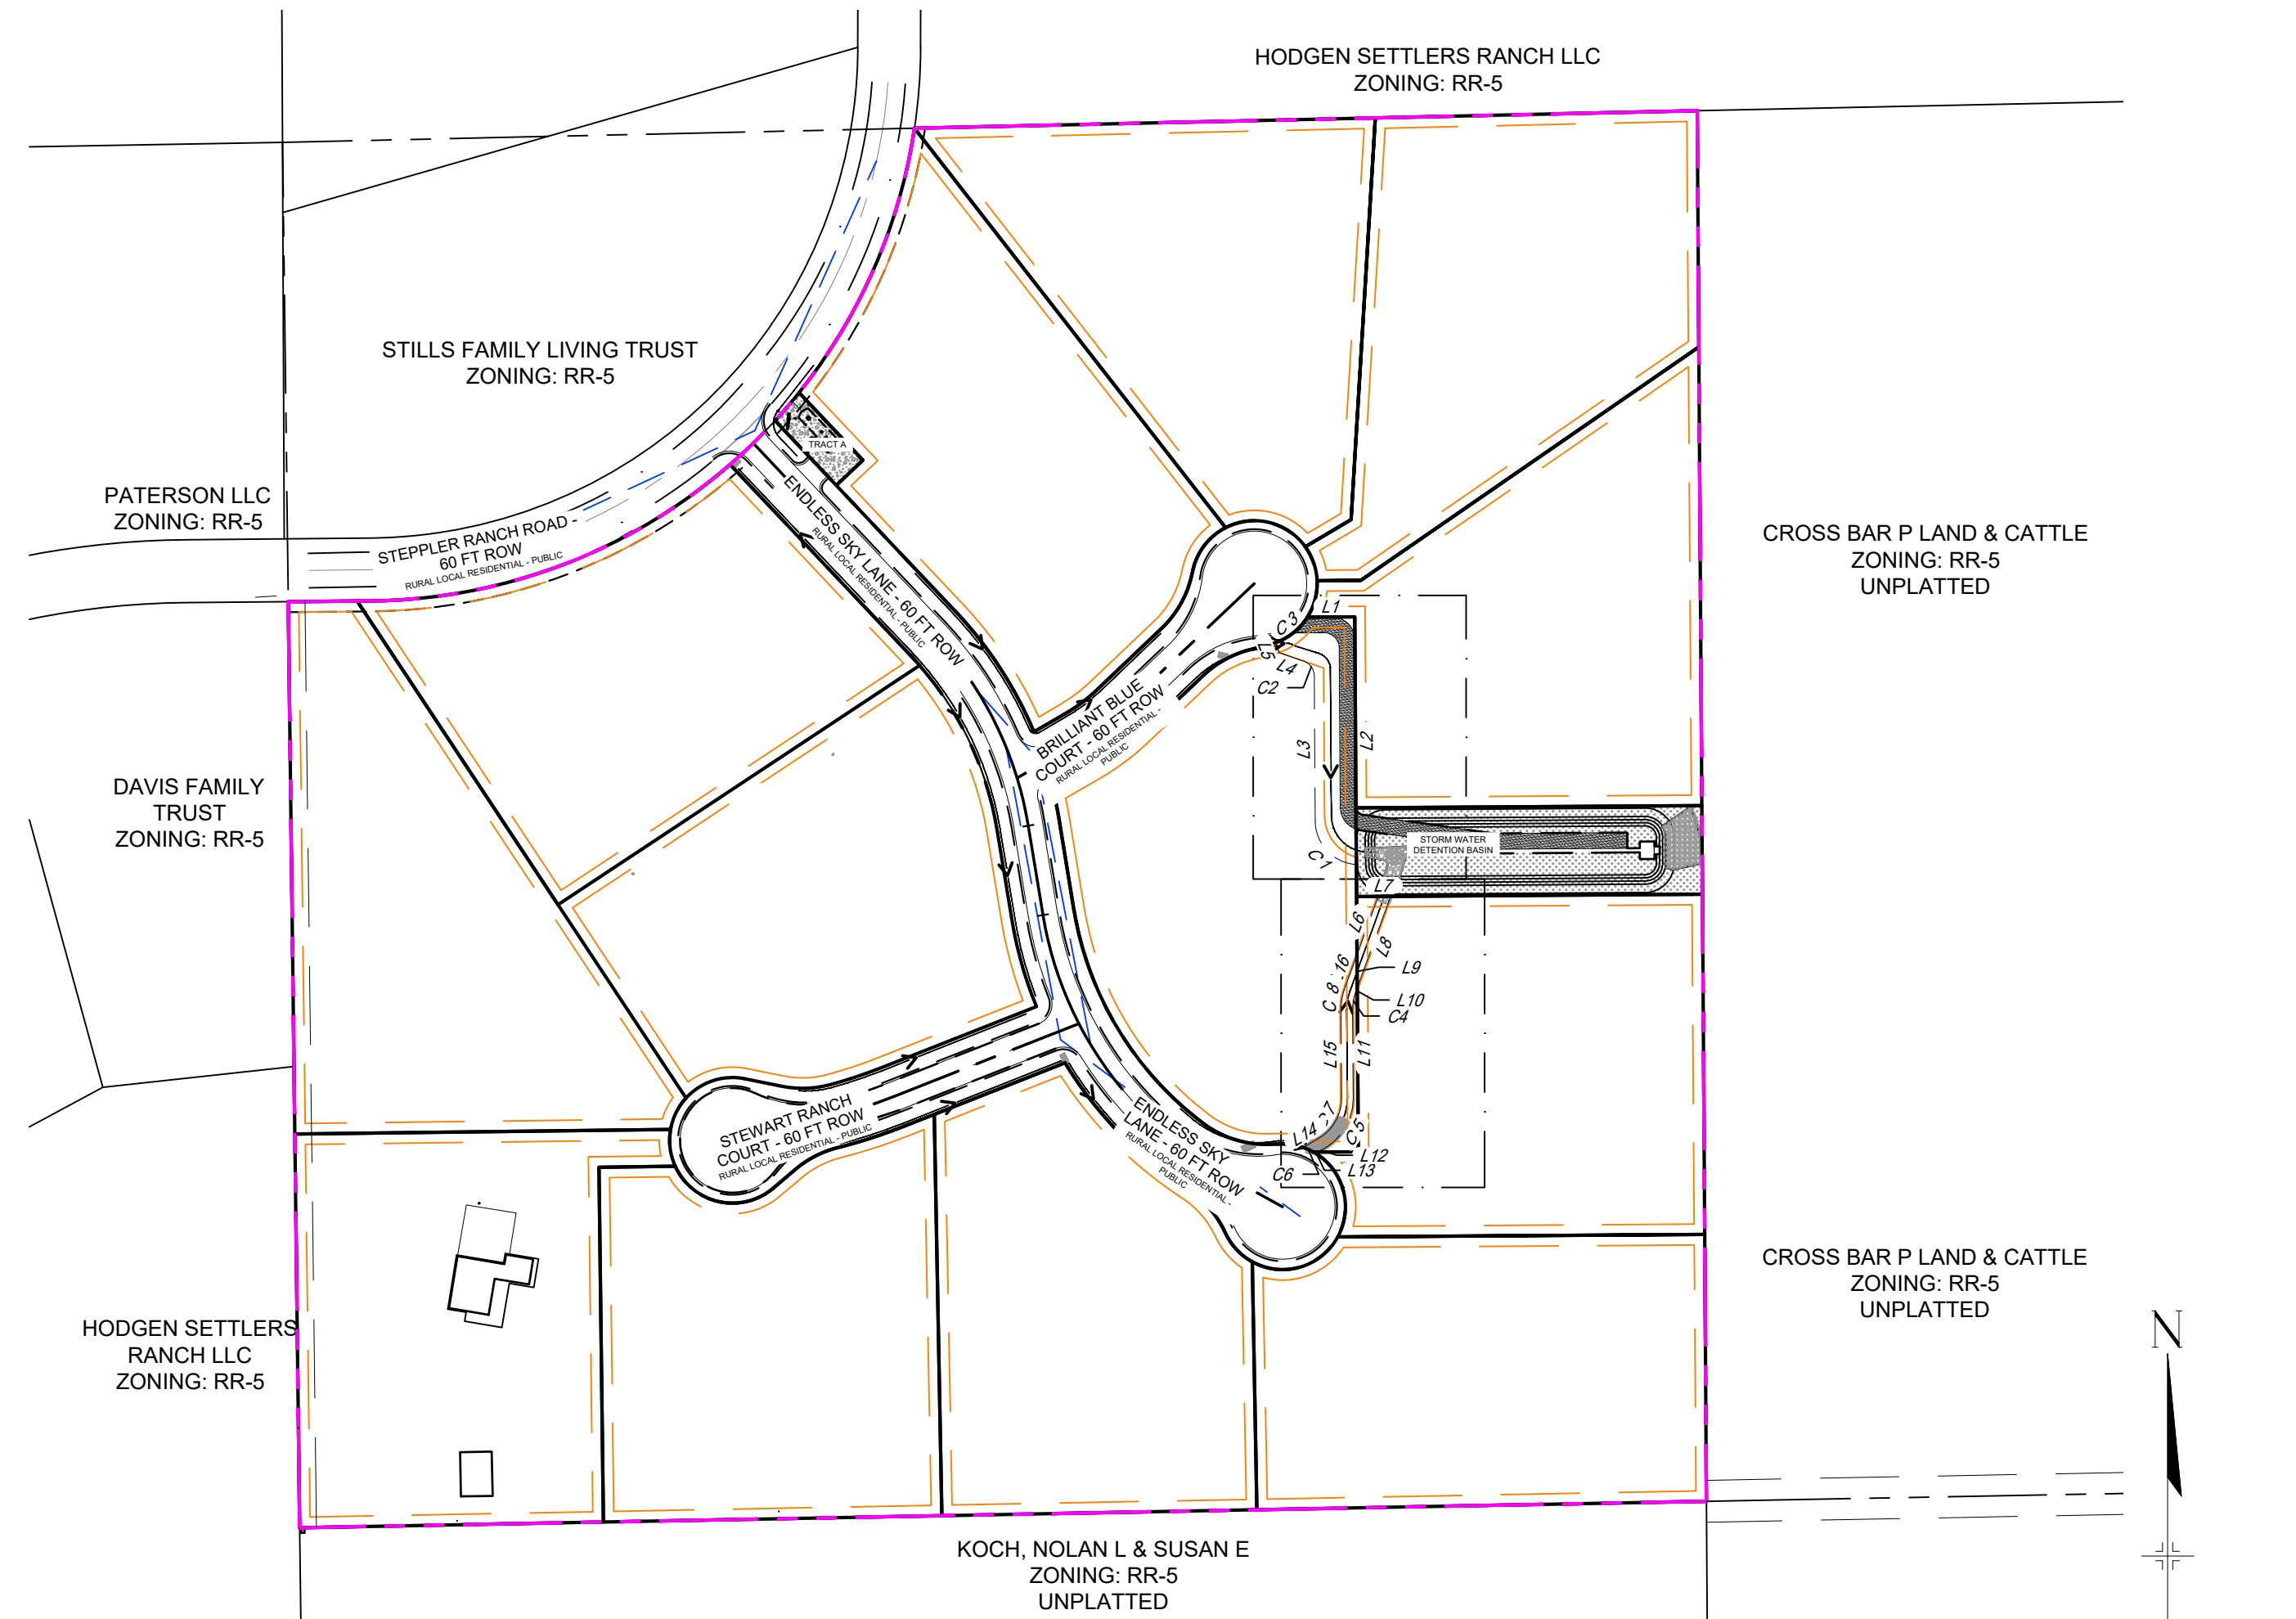 HODGEN SETTLERS RANCH LLC
ZONING: RR-5
STILLS FAMILY LIVING TRUST
ZONING: RR-5
TRACT A
PATERSON LLC
ZONING: RR-5
STEPPLER RANCH ROAD -
60 FT ROW
RURAL LOCAL RESIDENTIAL - PUBLIC
ENDLESS SKY LANE - 60 FT ROW
RURAL LOCAL RESIDENTIAL - PUBLIC
CROSS BAR P LAND & CATTLE
ZONING: RR-5
UNPLATTED
L1
C3
L5
L4
C2
BRILLIANT BLUE
COURT - 60 FT ROW
RURAL LOCAL RESIDENTIAL -
PUBLIC
L3
L2
DAVIS FAMILY
TRUST
ZONING: RR-5
STORM WATER
DETENTION BASIN
C1
L7
L6
L8
L9
16
C8
L10
C4
L15
L11
STEWART RANCH
COURT - 60 FT ROW
RURAL LOCAL RESIDENTIAL - PUBLIC
ENDLESS SKY
LANE - 60 FT ROW
RURAL LOCAL RESIDENTIAL -
PUBLIC
L14
C5
L12
L13
C6
CROSS BAR P LAND & CATTLE
ZONING: RR-5
UNPLATTED
HODGEN SETTLERS
RANCH LLC
ZONING: RR-5
N
KOCH, NOLAN L & SUSAN E
ZONING: RR-5
UNPLATTED